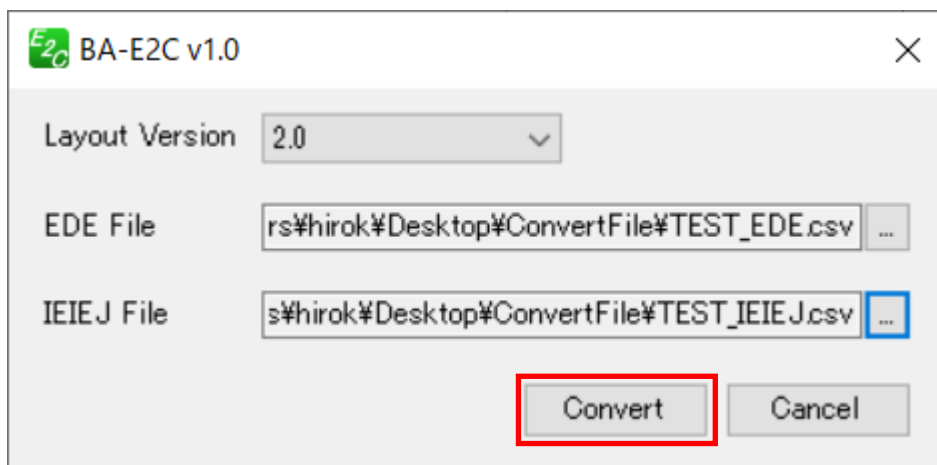 E2C BA-E2C v1.0
Layout Version 2.0
EDE File rs¥hirok¥Desktop¥ConvertFile¥TEST_EDE.csv ...
IEIEJ File s¥hirok¥Desktop¥ConvertFile¥TEST_IEIEJ.csv ...
Convert Cancel